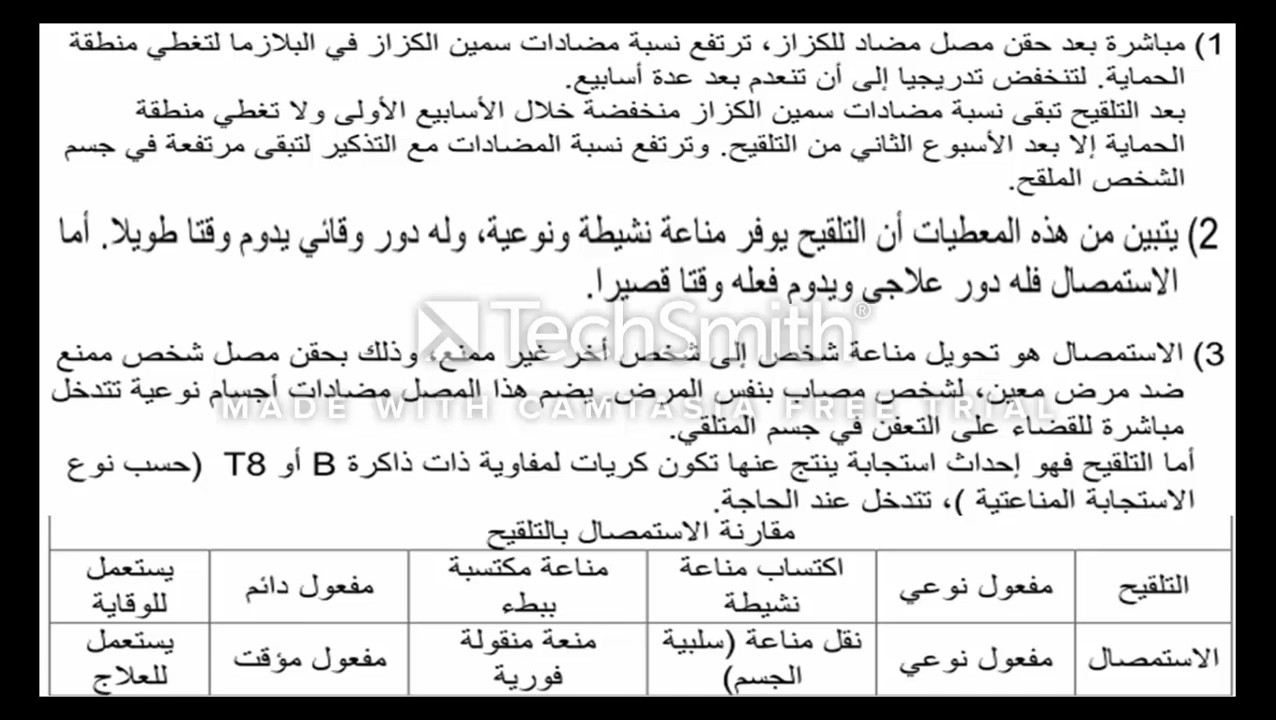 1) مباشرة بعد حقن مصل مضاد للكزاز، ترتفع نسبة مضادات سمين الكزاز في البلازما لتغطي منطقة
الحماية. لتنخفض تدريجيا إلى أن تنعدم بعد عدة أسابيع.
بعد التلقيح تبقى نسبة مضادات سمين الكزاز منخفضة خلال الأسابيع الأولى ولا تغطي منطقة
الحماية إلا بعد الأسبوع الثاني من التلقيح. وترتفع نسبة المضادات مع التذكير لتبقى مرتفعة في جسم
الشخص الملقح.
2) يتبين من هذه المعطيات أن التلقيح يوفر مناعة نشيطة ونوعية، وله دور وقائي يدوم وقتا طويلا. أما
الاستمصال فله دور علاجي ويدوم فعله وقتا قصيرا.
TechSmith®
3) الاستمصال هو تحويل مناعة شخص إلى شخص أخر غير ممنع، وذلك بحقن مصل شخص ممنع
ضد مرض معين، لشخص مصاب بنفس المرض. يضم هذا المصل مضادات أجسام نوعية تتدخل
MADE WITH CAMTASIA FREE TRIAL
مباشرة للقضاء على التعفن في جسم المتلقي.
أما التلقيح فهو إحداث استجابة ينتج عنها تكون كريات لمفاوية ذات ذاكرة B أو T8 (حسب نوع
الاستجابة المناعتية )، تتدخل عند الحاجة.
مقارنة الاستمصال بالتلقيح
التلقيح مفعول نوعي اكتساب مناعة نشيطة مناعة مكتسبة ببطء مفعول دائم يستعمل للوقاية
الاستمصال مفعول نوعي نقل مناعة (سلبية الجسم) منعة منقولة فورية مفعول مؤقت يستعمل للعلاج